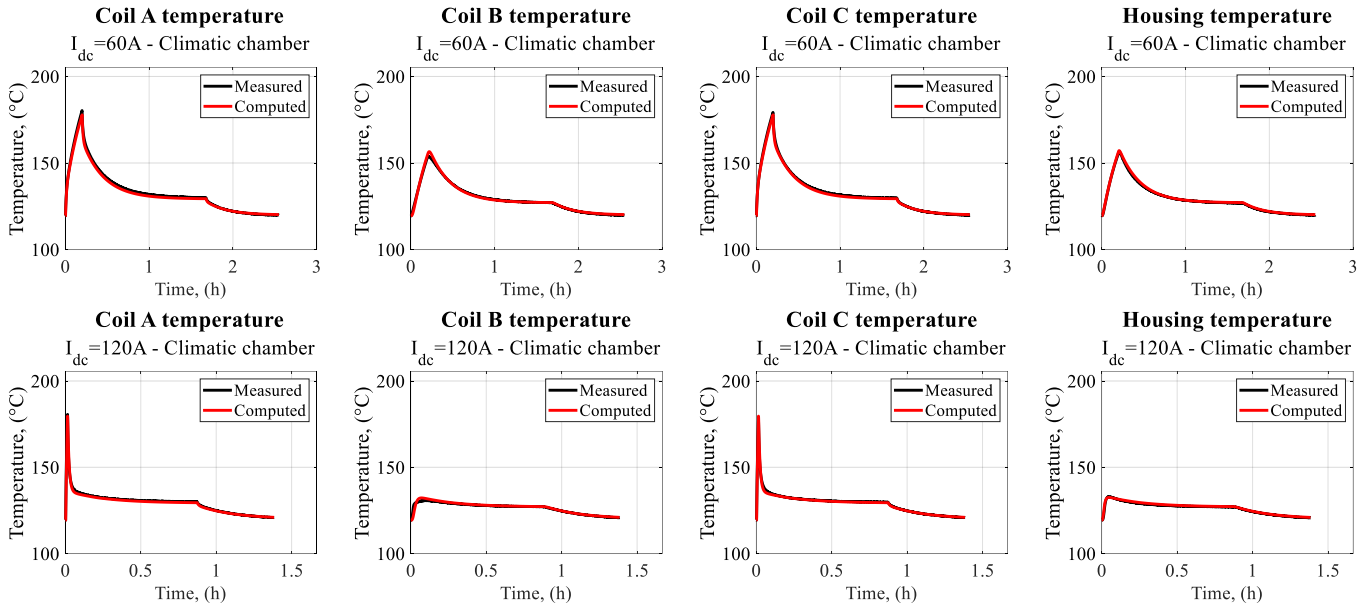 Coil A temperature
I_dc=60A - Climatic chamber
Temperature, (°C)
200
150
100
Measured
Computed
0
1
2
3
Time, (h)
Coil B temperature
I_dc=60A - Climatic chamber
Temperature, (°C)
200
150
100
Measured
Computed
0
1
2
3
Time, (h)
Coil C temperature
I_dc=60A - Climatic chamber
Temperature, (°C)
200
150
100
Measured
Computed
0
1
2
3
Time, (h)
Housing temperature
I_dc=60A - Climatic chamber
Temperature, (°C)
200
150
100
Measured
Computed
0
1
2
3
Time, (h)
Coil A temperature
I_dc=120A - Climatic chamber
Temperature, (°C)
200
150
100
Measured
Computed
0
0.5
1
1.5
Time, (h)
Coil B temperature
I_dc=120A - Climatic chamber
Temperature, (°C)
200
150
100
Measured
Computed
0
0.5
1
1.5
Time, (h)
Coil C temperature
I_dc=120A - Climatic chamber
Temperature, (°C)
200
150
100
Measured
Computed
0
0.5
1
1.5
Time, (h)
Housing temperature
I_dc=120A - Climatic chamber
Temperature, (°C)
200
150
100
Measured
Computed
0
0.5
1
1.5
Time, (h)